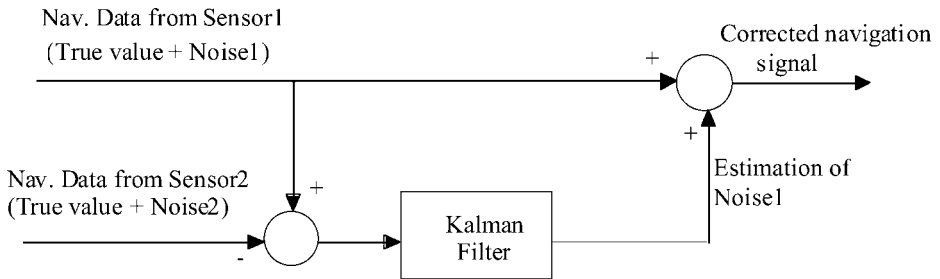 Nav. Data from Sensor1
(True value + Noise1)
Corrected navigation
signal
+
+
Nav. Data from Sensor2
(True value + Noise2)
+
-
Kalman
Filter
Estimation of
Noise1